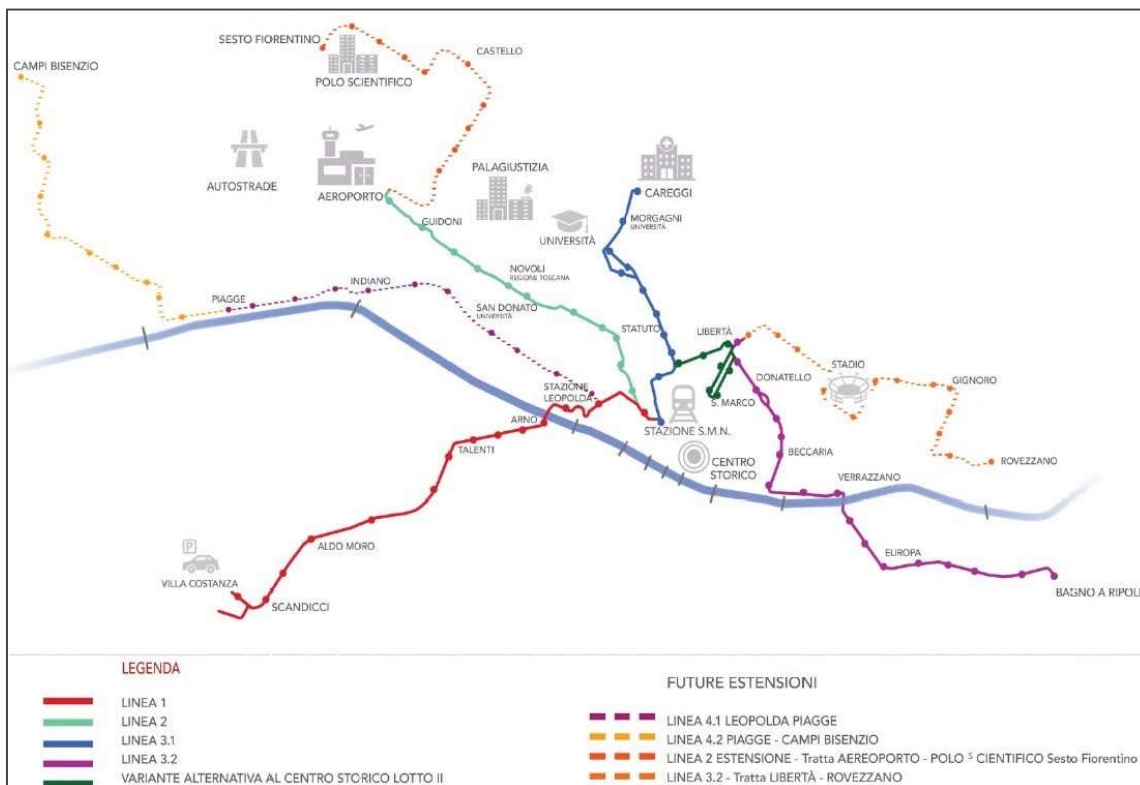 SESTO FIORENTINO
CASTELLO
CAMPI BISENZIO
POLO SCIENTIFICO
AUTOSTRADE
AEROPORTO
PALAGIUSTIZIA
CAREGGI
GUIDONI
MORGAGNI
UNIVERSITÀ
UNIVERSITÀ
NOVOLI
REGIONE TOSCANA
INDIANO
PIAGGE
SAN DONATO
UNIVERSITÀ
STATUTO
LIBERTÀ
STADIO
DONATELLO
GIGNORO
STAZIONE
LEOPOLDA
S. MARCO
ARNO
STAZIONE S.M.N.
TALENTI
BECCARIA
CENTRO
STORICO
ROVEZZANO
VERRAZZANO
ALDO MORO
EUROPA
P
VILLA COSTANZA
SCANDICCI
BAGNO A RIPOLI
LEGENDA
LINEA 1
LINEA 2
LINEA 3.1
LINEA 3.2
VARIANTE ALTERNATIVA AL CENTRO STORICO LOTTO II
FUTURE ESTENSIONI
LINEA 4.1 LEOPOLDA PIAGGE
LINEA 4.2 PIAGGE - CAMPI BISENZIO
LINEA 2 ESTENSIONE - Tratta AEREOPORTO - POLO S CIENTIFICO Sesto Fiorentino
LINEA 3.2 - Tratta LIBERTÀ - ROVEZZANO